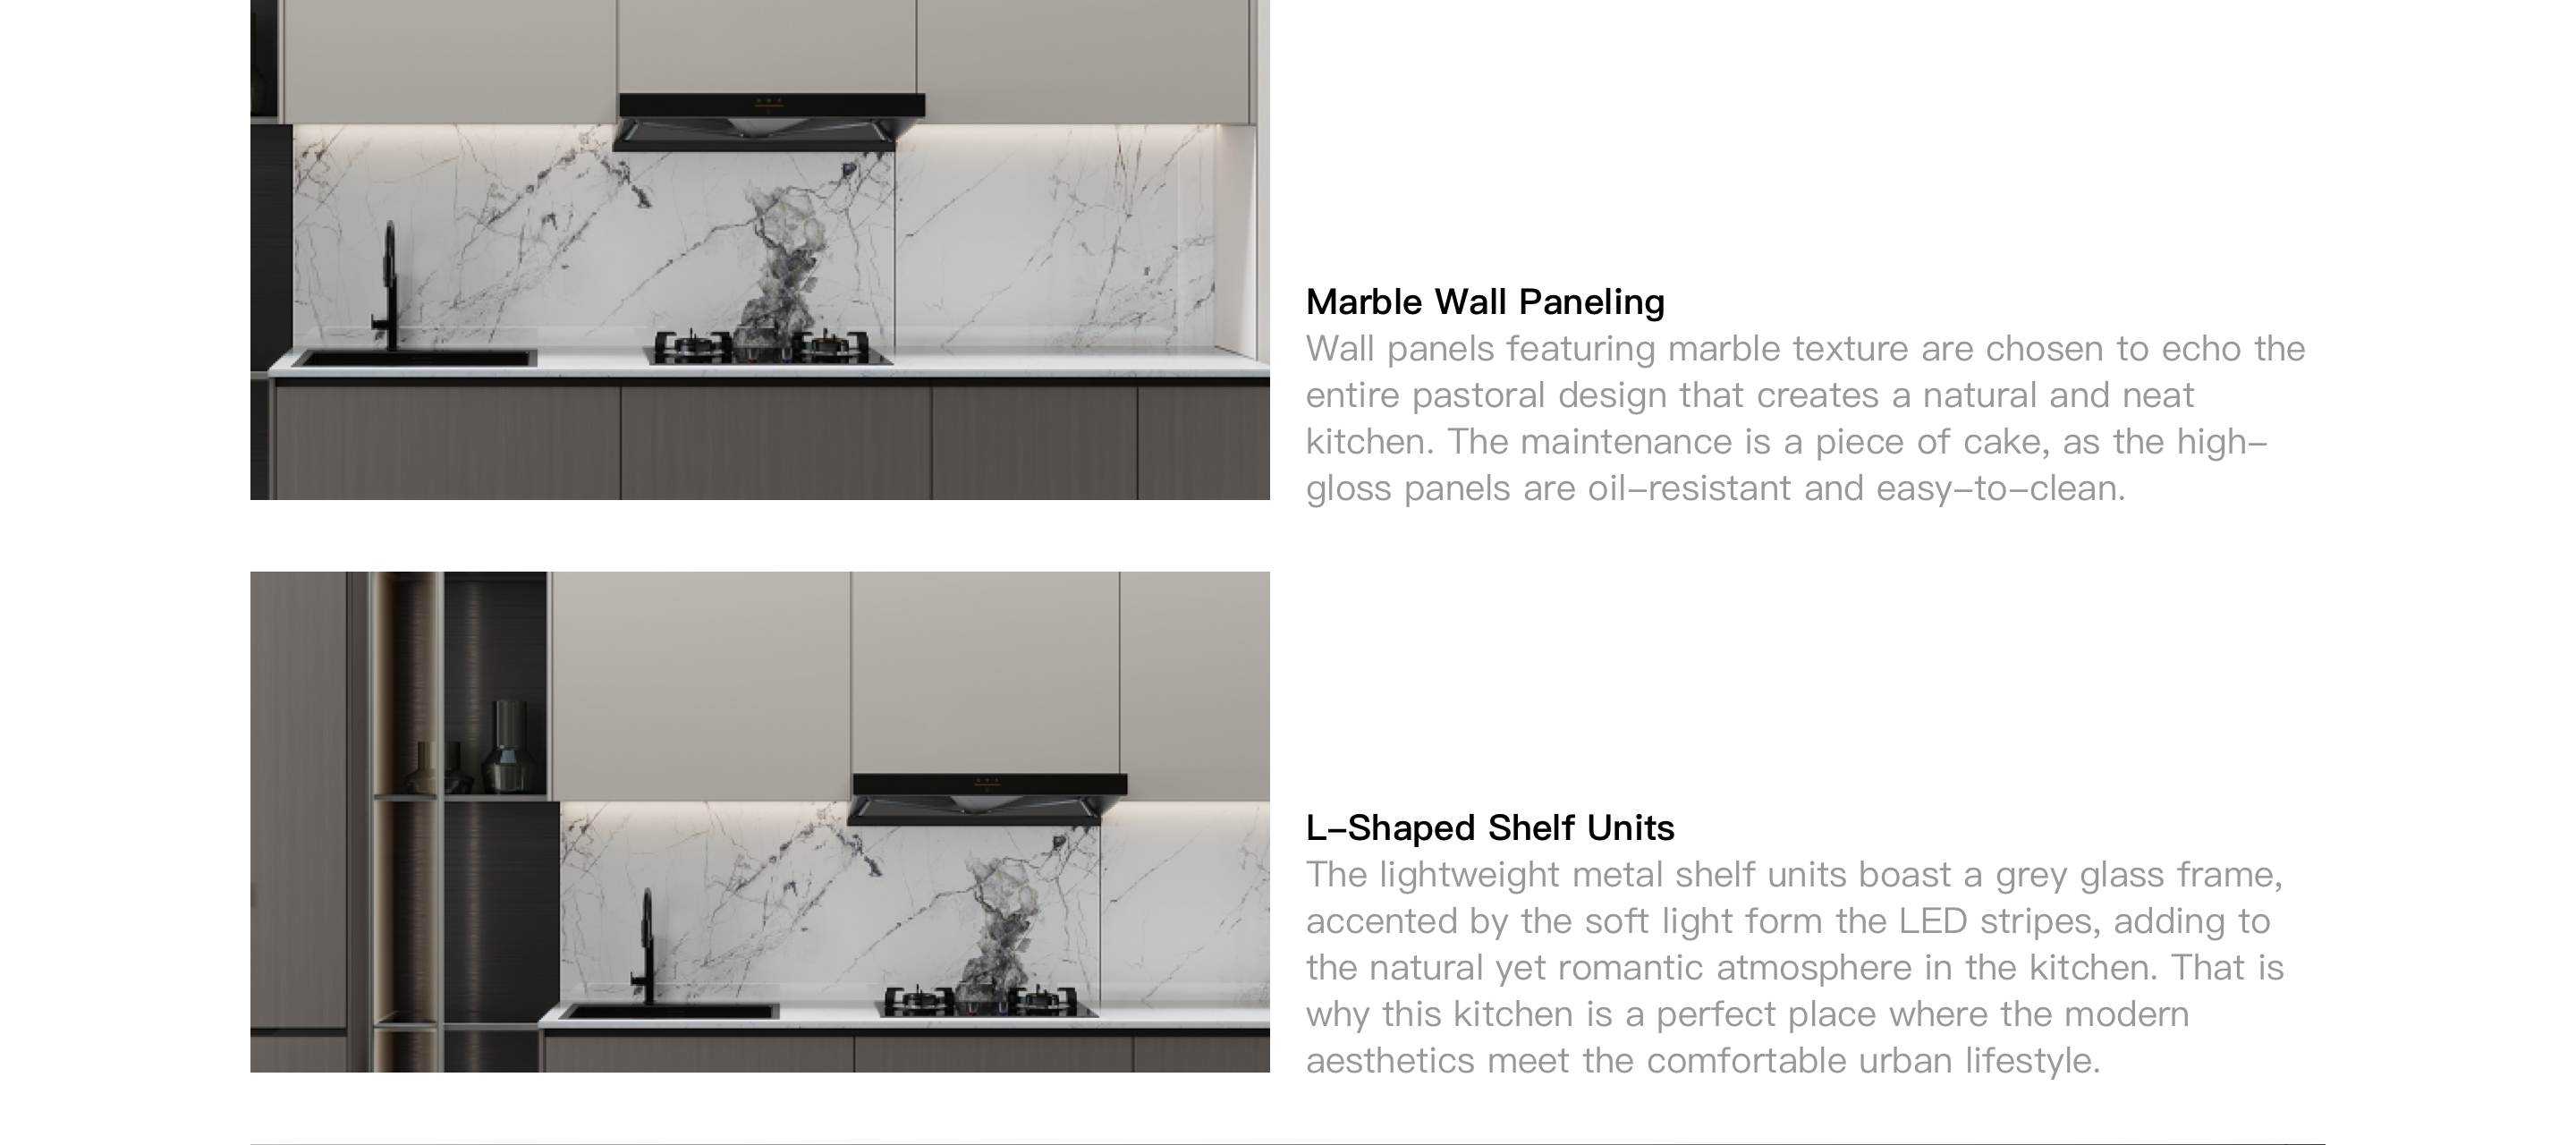 Marble Wall Paneling
Wall panels featuring marble texture are chosen to echo the
entire pastoral design that creates a natural and neat
kitchen. The maintenance is a piece of cake, as the high–
gloss panels are oil–resistant and easy–to–clean.
L–Shaped Shelf Units
The lightweight metal shelf units boast a grey glass frame,
accented by the soft light form the LED stripes, adding to
the natural yet romantic atmosphere in the kitchen. That is
why this kitchen is a perfect place where the modern
aesthetics meet the comfortable urban lifestyle.